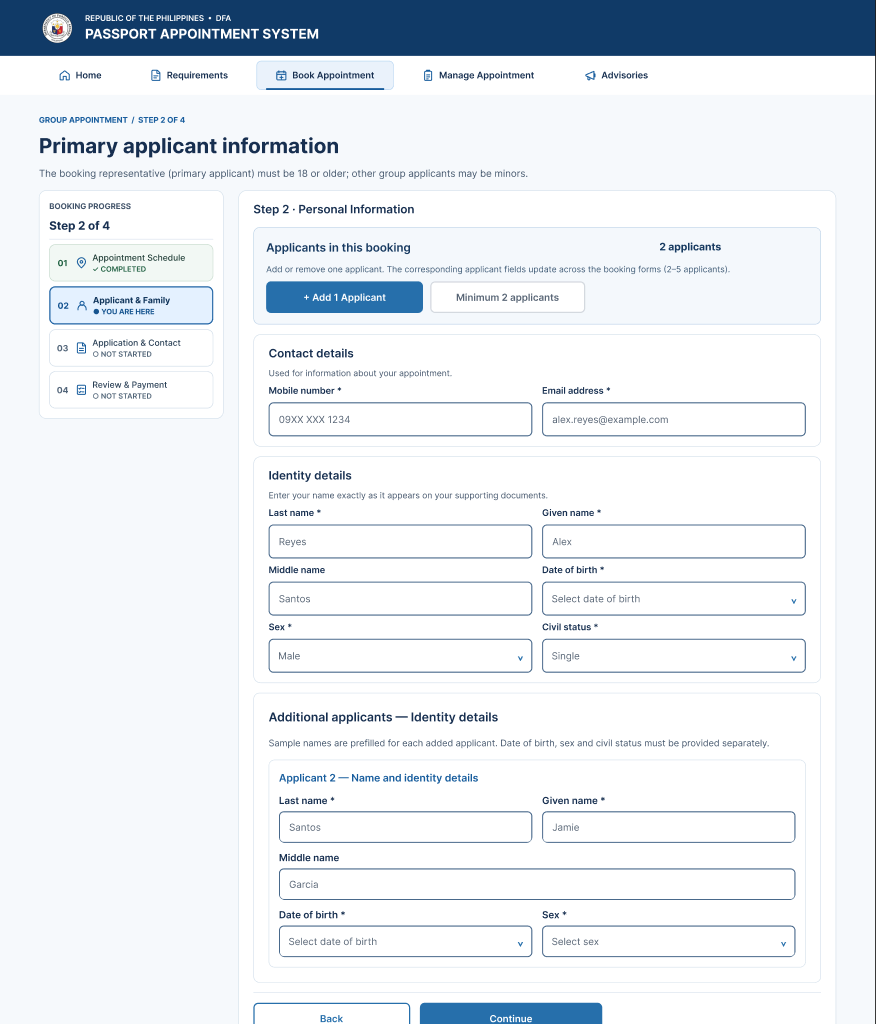 REPUBLIC OF THE PHILIPPINES • DFA
PASSPORT APPOINTMENT SYSTEM
Home
Requirements
Book Appointment
Manage Appointment
Advisories
GROUP APPOINTMENT / STEP 2 OF 4
Primary applicant information
The booking representative (primary applicant) must be 18 or older; other group applicants may be minors.
BOOKING PROGRESS
Step 2 of 4
01
Appointment Schedule
✓ COMPLETED
02
Applicant & Family
● YOU ARE HERE
03
Application & Contact
○ NOT STARTED
04
Review & Payment
○ NOT STARTED
Step 2 · Personal Information
Applicants in this booking
2 applicants
Add or remove one applicant. The corresponding applicant fields update across the booking forms (2–5 applicants).
+ Add 1 Applicant
Minimum 2 applicants
Contact details
Used for information about your appointment.
Mobile number *
Email address *
09XX XXX 1234
alex.reyes@example.com
Identity details
Enter your name exactly as it appears on your supporting documents.
Last name *
Given name *
Reyes
Alex
Middle name
Date of birth *
Santos
Select date of birth
Sex *
Civil status *
Male
Single
Additional applicants — Identity details
Sample names are prefilled for each added applicant. Date of birth, sex and civil status must be provided separately.
Applicant 2 — Name and identity details
Last name *
Given name *
Santos
Jamie
Middle name
Garcia
Date of birth *
Sex *
Select date of birth
Select sex
Back
Continue